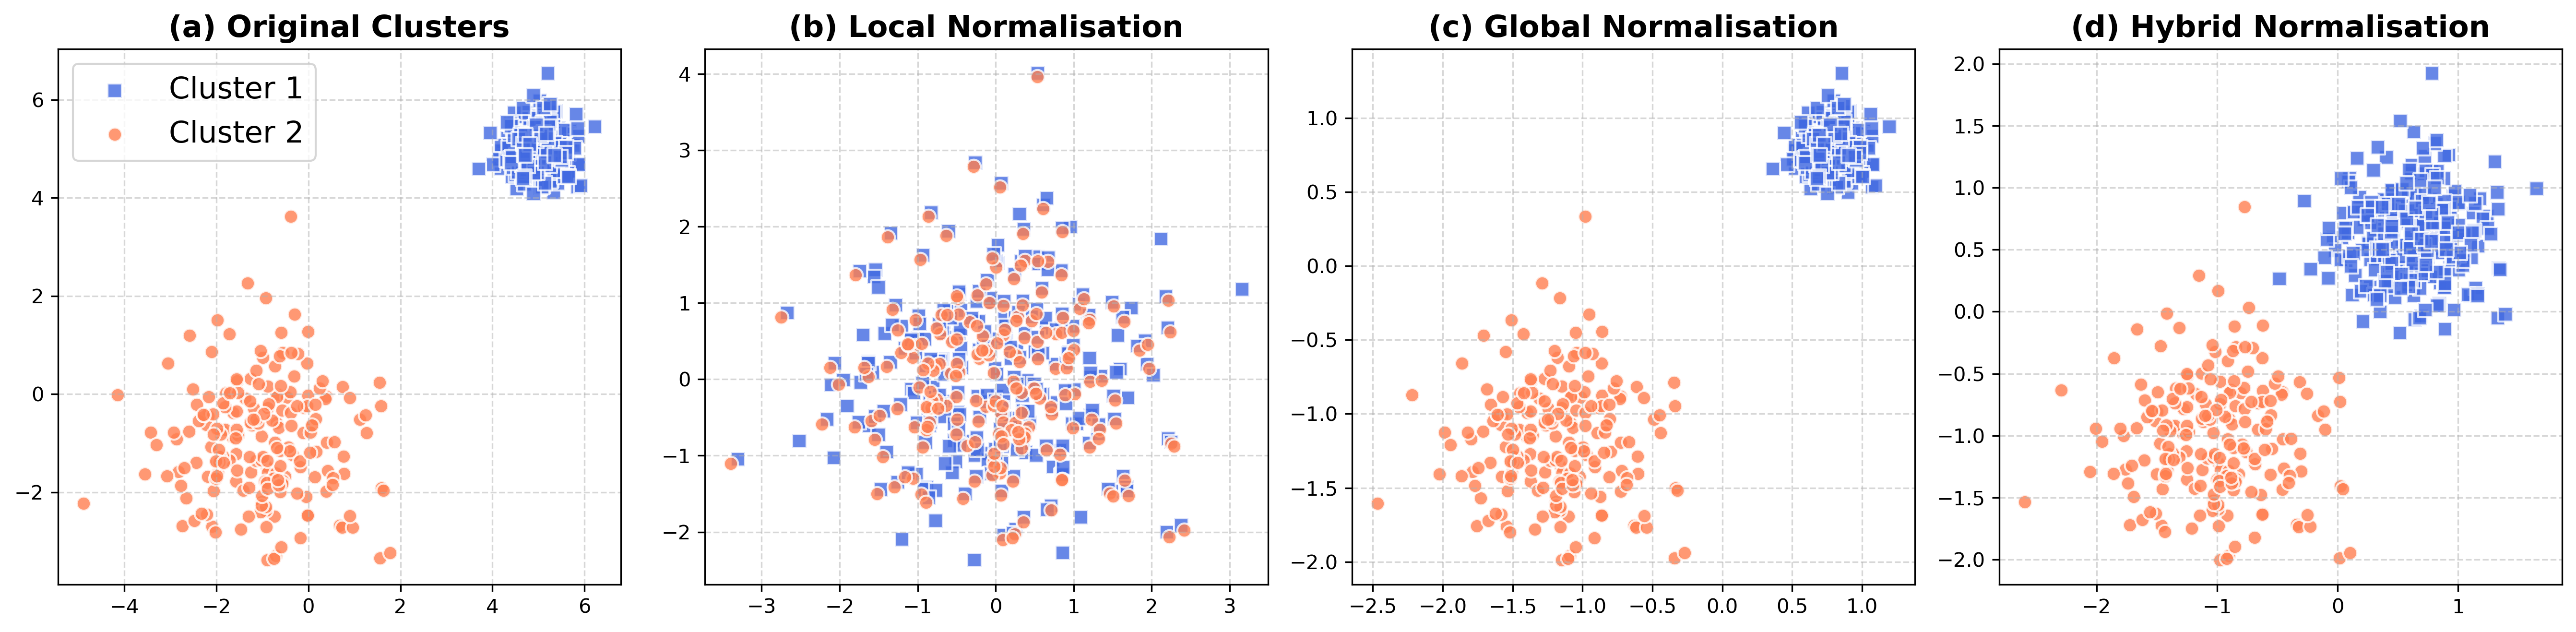 (a) Original Clusters
Cluster 1
Cluster 2
6
4
2
0
−2
−4 −2 0 2 4 6
(b) Local Normalisation
4
3
2
1
0
−1
−2
−3 −2 −1 0 1 2 3
(c) Global Normalisation
1.0
0.5
0.0
−0.5
−1.0
−1.5
−2.0
−2.5 −2.0 −1.5 −1.0 −0.5 0.0 0.5 1.0
(d) Hybrid Normalisation
2.0
1.5
1.0
0.5
0.0
−0.5
−1.0
−1.5
−2.0
−2 −1 0 1